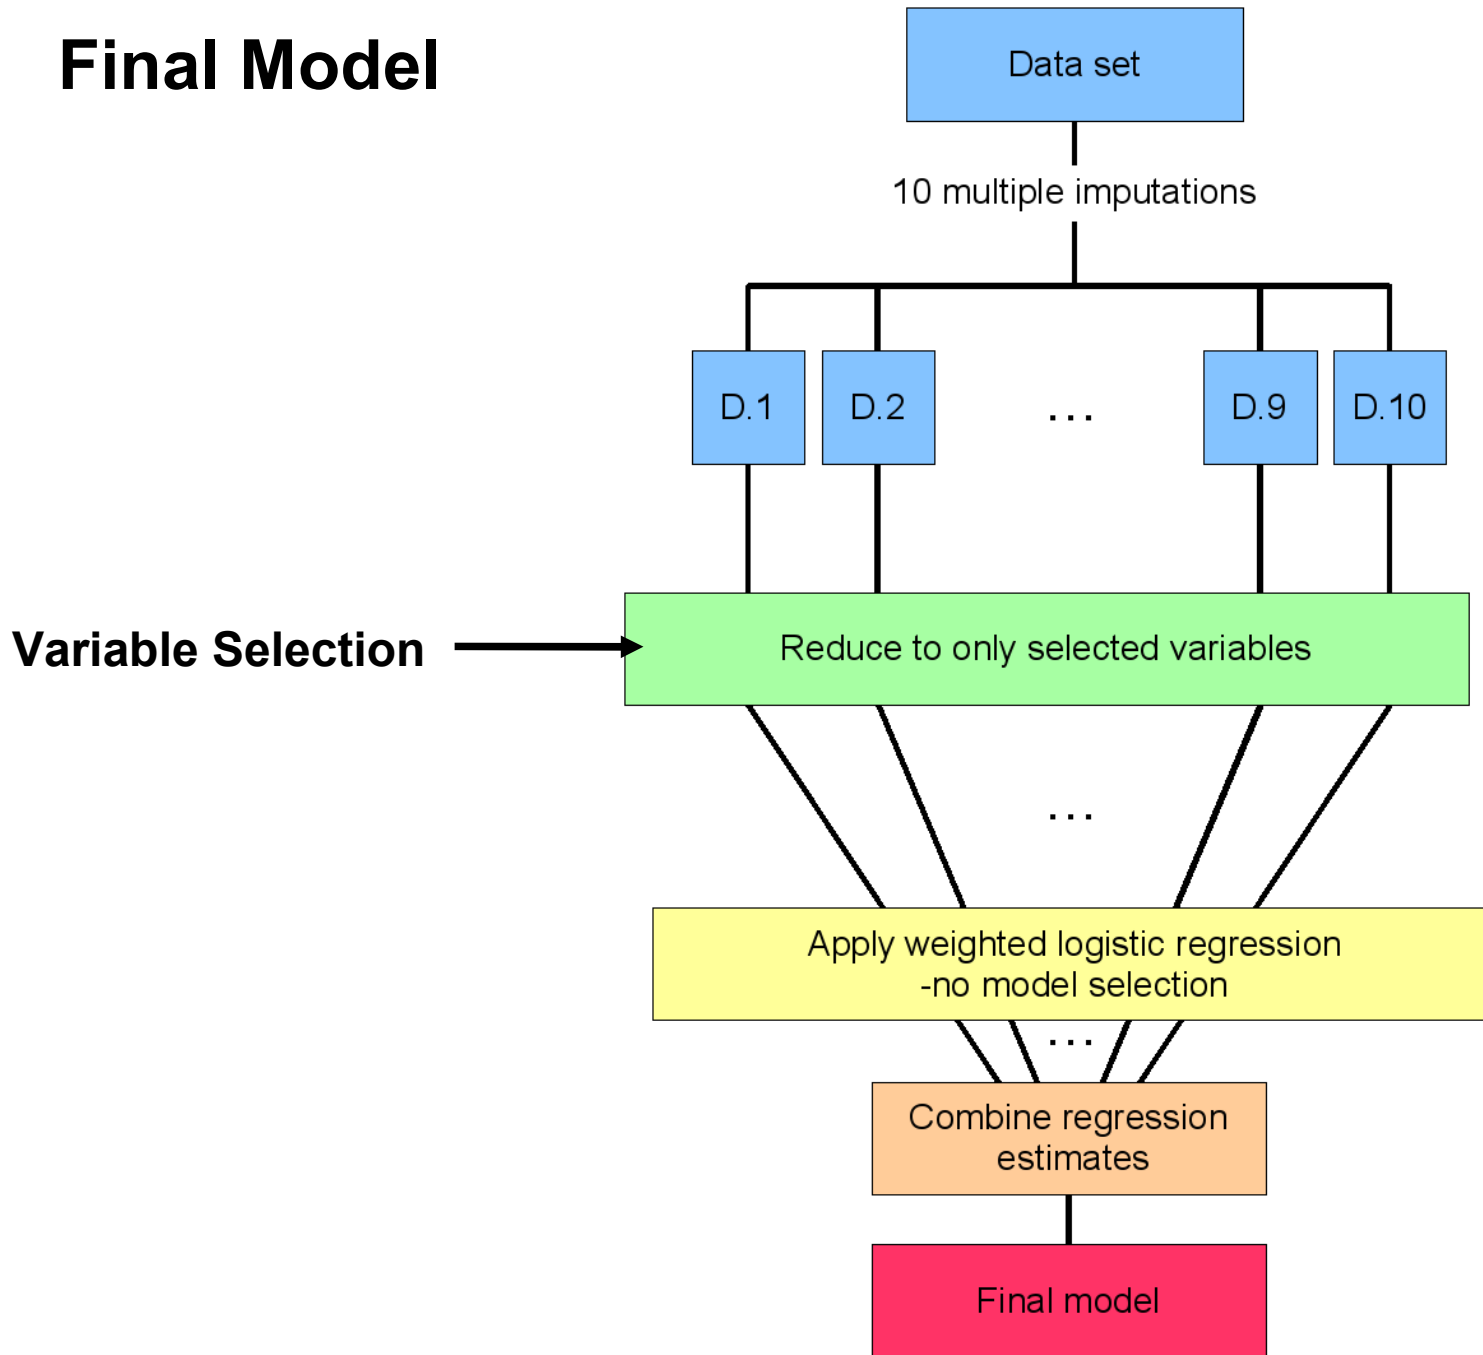 Final Model
Data set
10 multiple imputations
D.1
D.2
...
D.9
D.10
Variable Selection
Reduce to only selected variables
...
Apply weighted logistic regression
-no model selection
...
Combine regression
estimates
Final model